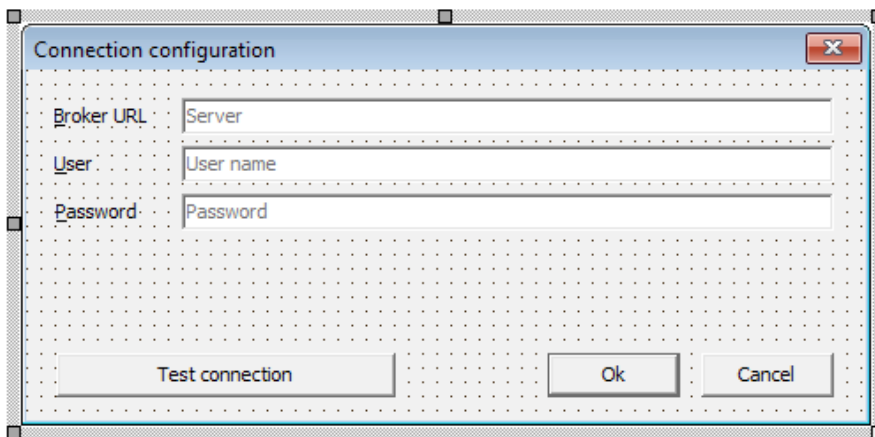 Connection configuration
Broker URL Server
User User name
Password Password
Test connection Ok Cancel